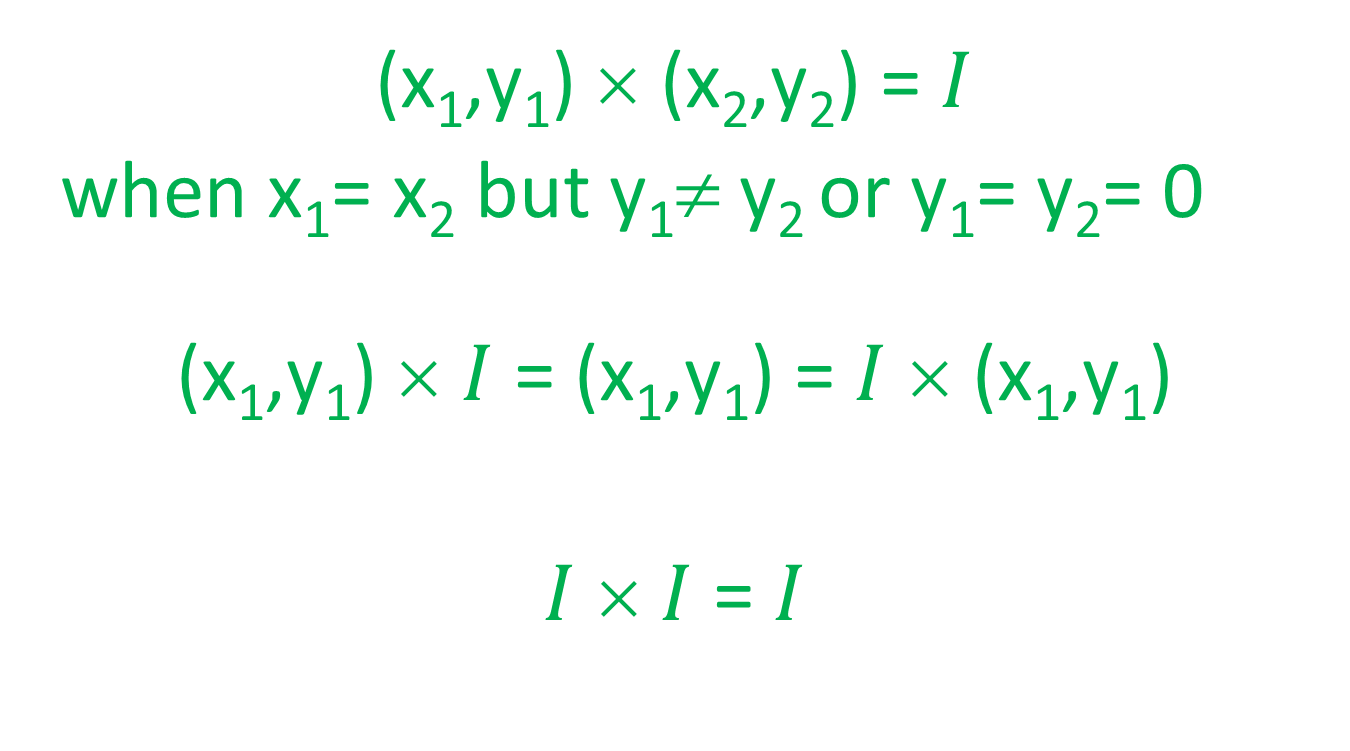 (x₁,y₁) × (x₂,y₂) = I
when x₁= x₂ but y₁≠ y₂ or y₁= y₂= 0
(x₁,y₁) × I = (x₁,y₁) = I × (x₁,y₁)
I × I = I